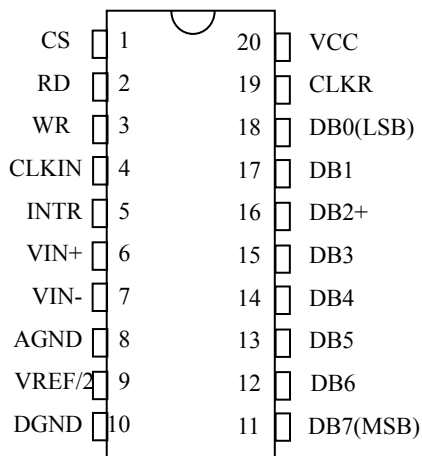 CS 1 20 VCC
RD 2 19 CLKR
WR 3 18 DB0(LSB)
CLKIN 4 17 DB1
INTR 5 16 DB2+
VIN+ 6 15 DB3
VIN- 7 14 DB4
AGND 8 13 DB5
VREF/2 9 12 DB6
DGND 10 11 DB7(MSB)